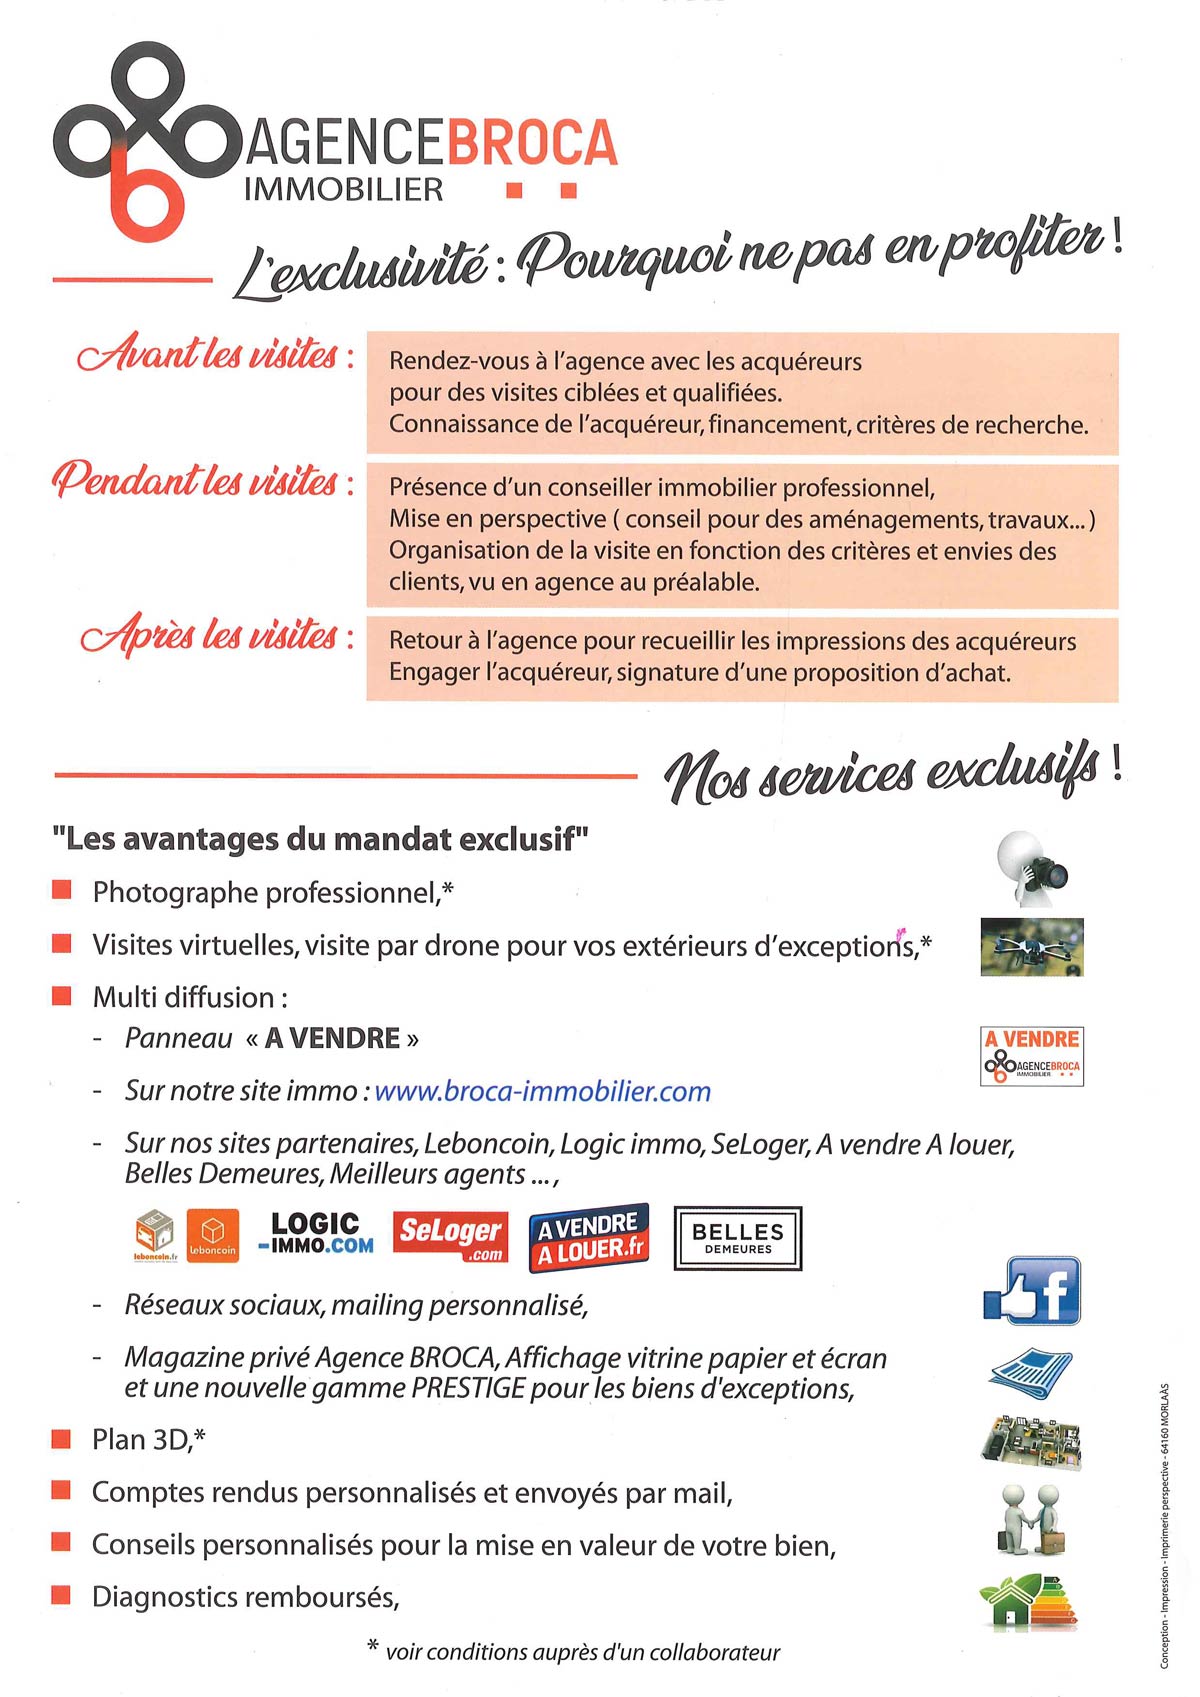 AGENCEBROCA
IMMOBILIER
L'exclusivité : Pourquoi ne pas en profiter !
Avant les visites :
Rendez-vous à l'agence avec les acquéreurs
pour des visites ciblées et qualifiées.
Connaissance de l'acquéreur, financement, critères de recherche.
Pendant les visites :
Présence d'un conseiller immobilier professionnel,
Mise en perspective ( conseil pour des aménagements, travaux... )
Organisation de la visite en fonction des critères et envies des
clients, vu en agence au préalable.
Après les visites :
Retour à l'agence pour recueillir les impressions des acquéreurs
Engager l'acquéreur, signature d'une proposition d'achat.
Nos services exclusifs !
"Les avantages du mandat exclusif"
Photographe professionnel,*
Visites virtuelles, visite par drone pour vos extérieurs d'exceptions,*
Multi diffusion :
- Panneau « A VENDRE »
A VENDRE
AGENCEBROCA
IMMOBILIER
- Sur notre site immo : www.broca-immobilier.com
- Sur nos sites partenaires, Leboncoin, Logic immo, SeLoger, A vendre A louer,
Belles Demeures, Meilleurs agents ... ,
leboncoin.fr
leboncoin
LOGIC
-IMMO.COM
SeLoger
.com
A VENDRE
A LOUER.fr
BELLES
DEMEURES
- Réseaux sociaux, mailing personnalisé,
f
- Magazine privé Agence BROCA, Affichage vitrine papier et écran
et une nouvelle gamme PRESTIGE pour les biens d'exceptions,
Plan 3D,*
Comptes rendus personnalisés et envoyés par mail,
Conseils personnalisés pour la mise en valeur de votre bien,
Diagnostics remboursés,
* voir conditions auprès d'un collaborateur
Conception - Impression - Imprimerie perspective - 64160 MORLAÀS